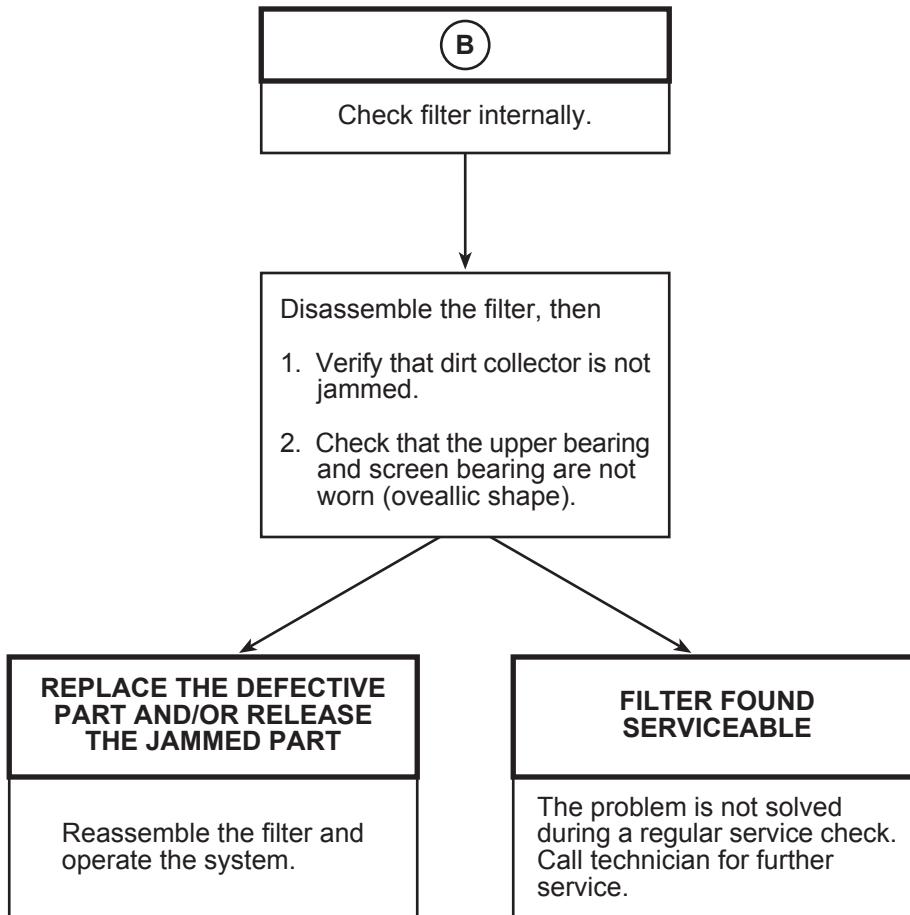 B
Check filter internally.
Disassemble the filter, then
1. Verify that dirt collector is not
jammed.
2. Check that the upper bearing
and screen bearing are not
worn (oveallic shape).
REPLACE THE DEFECTIVE
PART AND/OR RELEASE
THE JAMMED PART
Reassemble the filter and
operate the system.
FILTER FOUND
SERVICEABLE
The problem is not solved
during a regular service check.
Call technician for further
service.